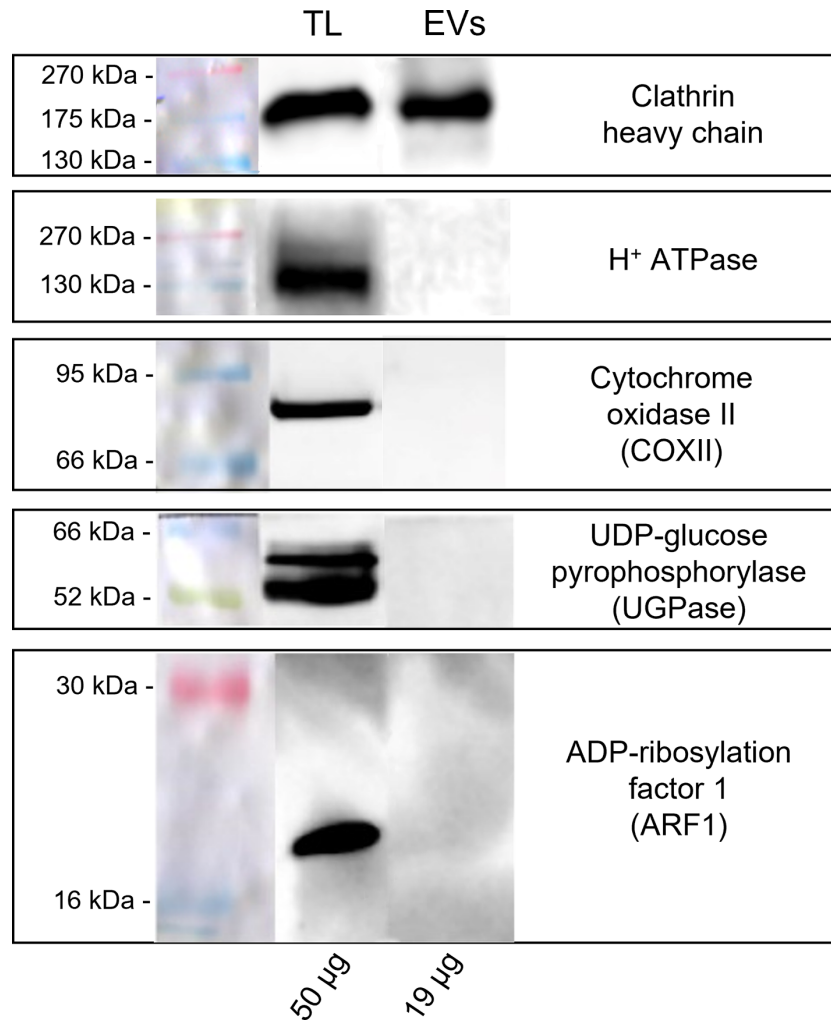 TL EVs
270 kDa -
175 kDa -
130 kDa -
Clathrin
heavy chain
270 kDa -
130 kDa -
H⁺ ATPase
95 kDa -
66 kDa -
Cytochrome
oxidase II
(COXII)
66 kDa -
52 kDa -
UDP-glucose
pyrophosphorylase
(UGPase)
30 kDa -
16 kDa -
ADP-ribosylation
factor 1
(ARF1)
50 µg 19 µg